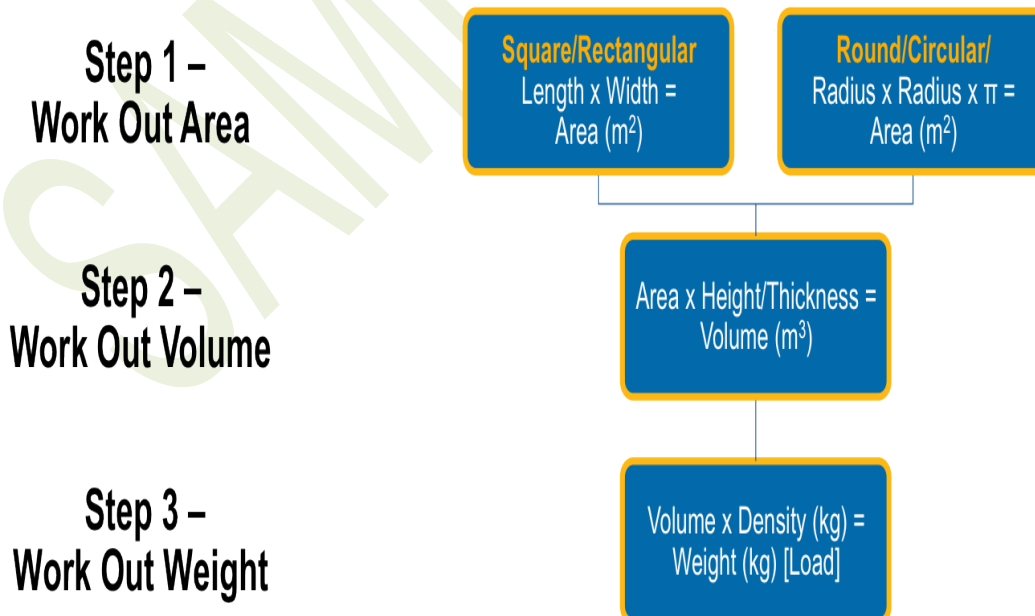 Step 1 –
Work Out Area
Square/Rectangular
Length x Width =
Area (m²)
Round/Circular/
Radius x Radius x π =
Area (m²)
Step 2 –
Work Out Volume
Area x Height/Thickness =
Volume (m³)
Step 3 –
Work Out Weight
Volume x Density (kg) =
Weight (kg) [Load]